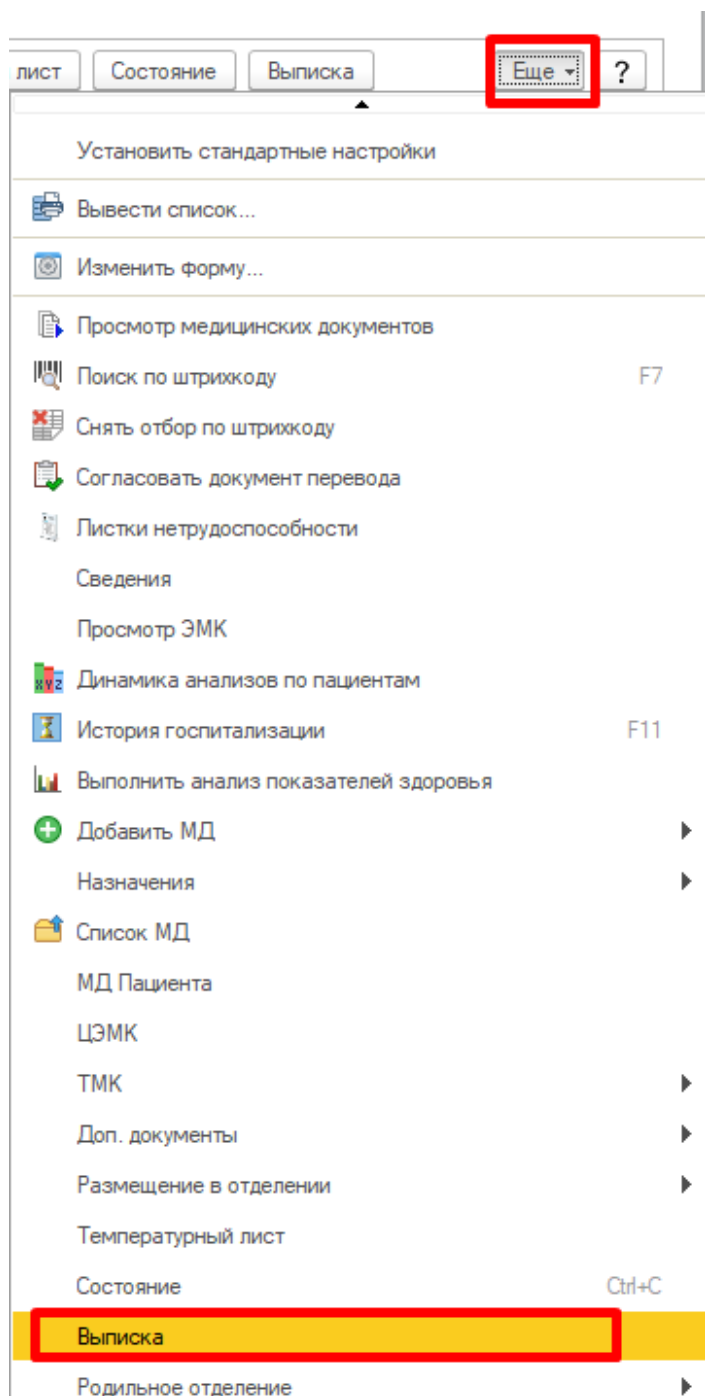 лист Состояние Выписка Еще ?
Установить стандартные настройки
Вывести список...
Изменить форму...
Просмотр медицинских документов
Поиск по штрихкоду F7
Снять отбор по штрихкоду
Согласовать документ перевода
Листки нетрудоспособности
Сведения
Просмотр ЭМК
Динамика анализов по пациентам
История госпитализации F11
Выполнить анализ показателей здоровья
Добавить МД
Назначения
Список МД
МД Пациента
ЦЭМК
ТМК
Доп. документы
Размещение в отделении
Температурный лист
Состояние Ctrl+C
Выписка
Родильное отделение